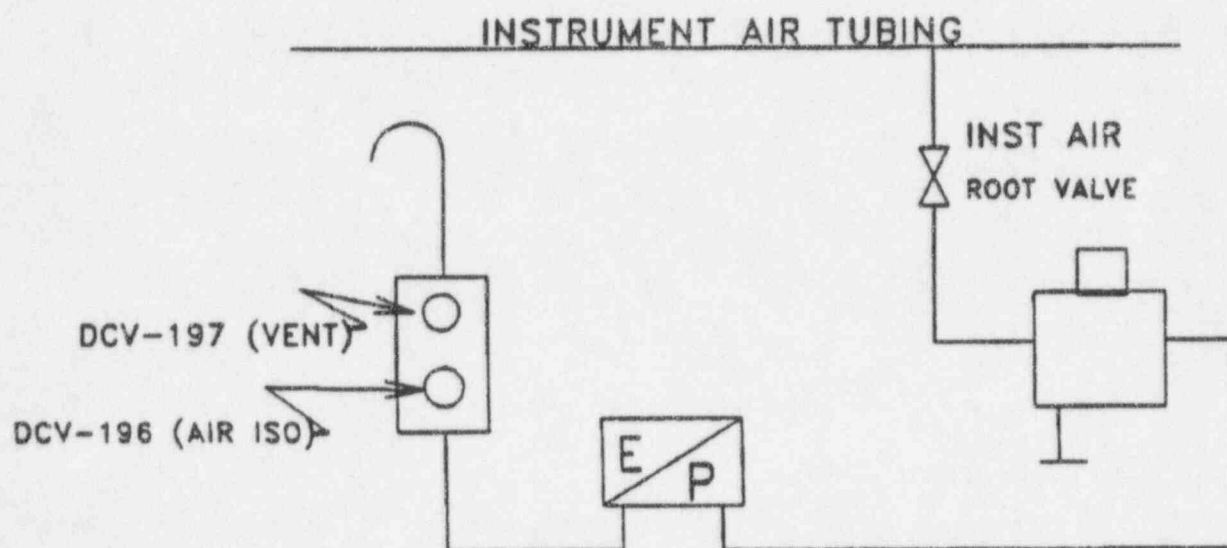 INSTRUMENT AIR TUBING
INST AIR
ROOT VALVE
DCV-197 (VENT)
DCV-196 (AIR ISO)
E
P